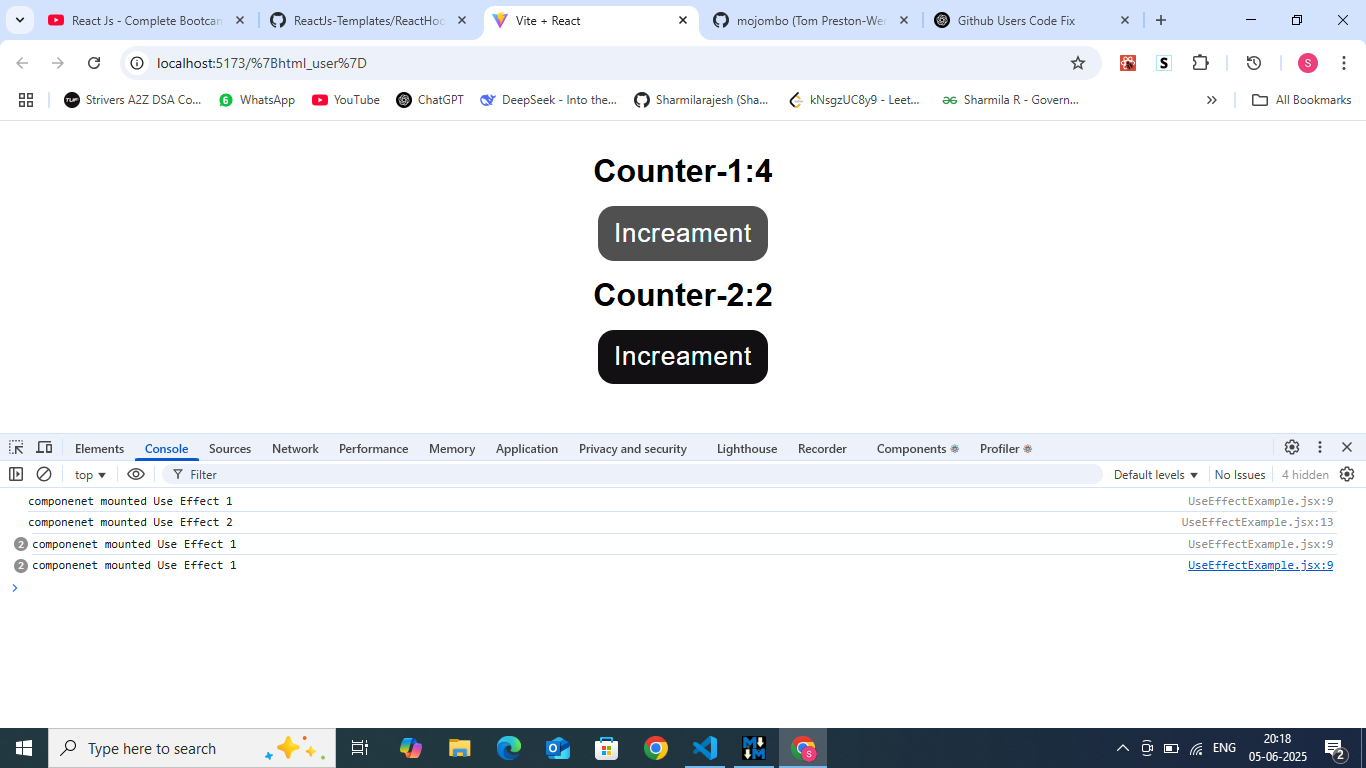 React Js - Complete Bootcam
ReactJs-Templates/ReactHoo
Vite + React
mojombo (Tom Preston-Wer
Github Users Code Fix
localhost:5173/%7Bhtml_user%7D
S
S
Strivers A2Z DSA Co...
WhatsApp
YouTube
ChatGPT
DeepSeek - Into the...
Sharmilarajesh (Sha...
kNsgzUC8y9 - Leet...
Sharmila R - Govern...
All Bookmarks
Counter-1:4
Increament
Counter-2:2
Increament
Elements Console Sources Network Performance Memory Application Privacy and security Lighthouse Recorder Components Profiler
top Filter Default levels No Issues 4 hidden
componenet mounted Use Effect 1 UseEffectExample.jsx:9
componenet mounted Use Effect 2 UseEffectExample.jsx:13
2 componenet mounted Use Effect 1 UseEffectExample.jsx:9
2 componenet mounted Use Effect 1 UseEffectExample.jsx:9
Type here to search
ENG
20:18
05-06-2025
2